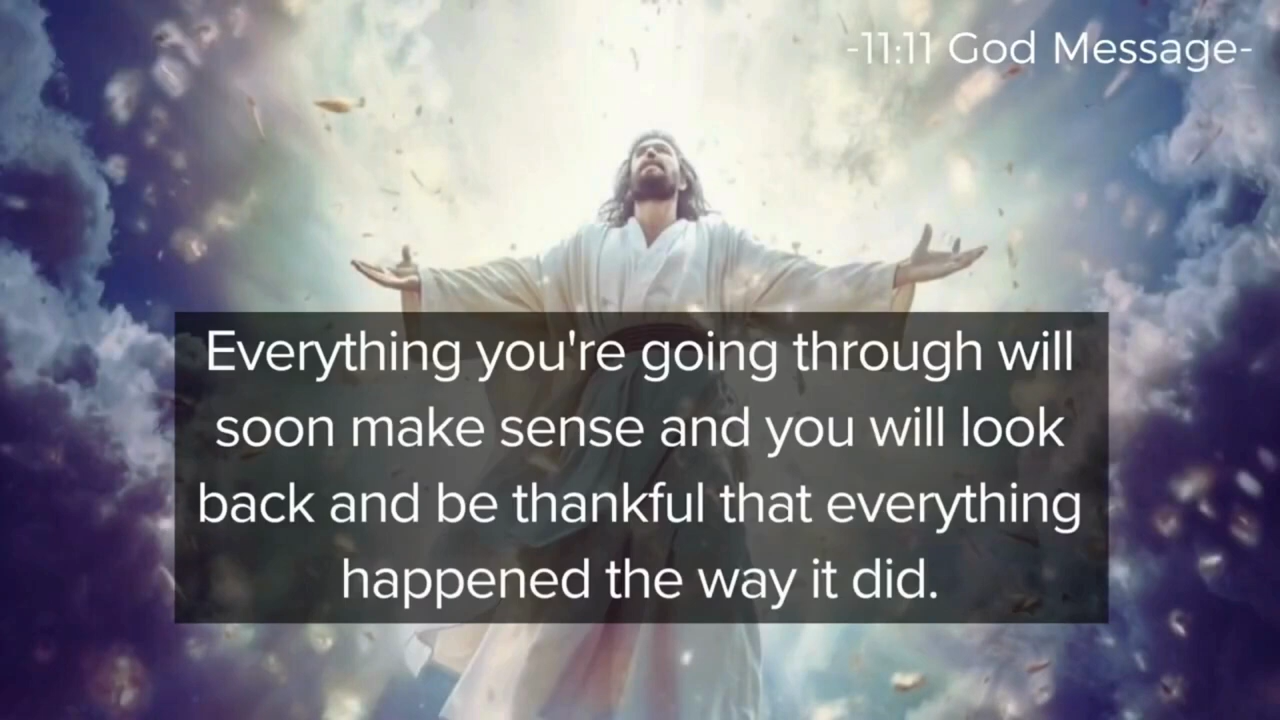 -11:11 God Message-
Everything you're going through will
soon make sense and you will look
back and be thankful that everything
happened the way it did.